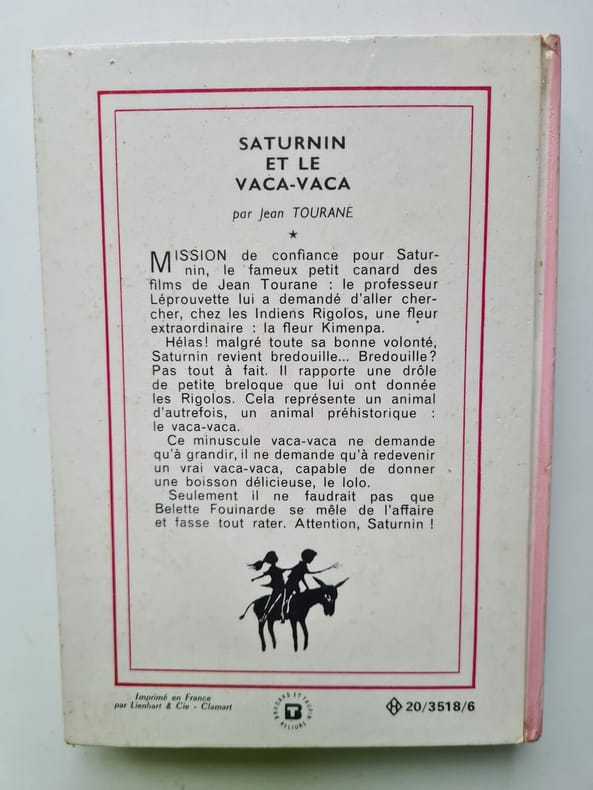 SATURNIN
ET LE
VACA-VACA
par Jean TOURANE
★
MISSION de confiance pour Satur-
nin, le fameux petit canard des
films de Jean Tourane : le professeur
Léprouvette lui a demandé d'aller cher-
cher, chez les Indiens Rigolos, une fleur
extraordinaire : la fleur Kimenpa.
Hélas! malgré toute sa bonne volonté,
Saturnin revient bredouille... Bredouille?
Pas tout à fait. Il rapporte une drôle
de petite breloque que lui ont donnée
les Rigolos. Cela représente un animal
d'autrefois, un animal préhistorique :
le vaca-vaca.
Ce minuscule vaca-vaca ne demande
qu'à grandir, il ne demande qu'à redevenir
un vrai vaca-vaca, capable de donner
une boisson délicieuse, le lolo.
Seulement il ne faudrait pas que
Belette Fouinarde se mêle de l'affaire
et fasse tout rater. Attention, Saturnin !
Imprimé en France
par Lienhart & Cie - Clamart
BRODARD ET TAUPIN
RELIURE
H 20/3518/6